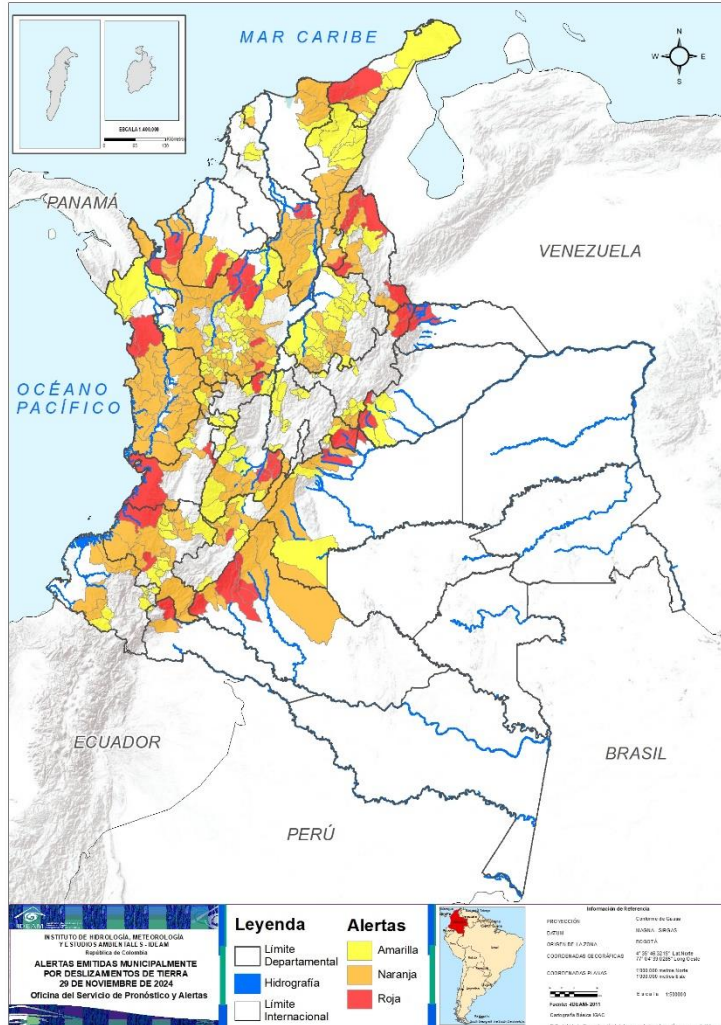 MAR CARIBE
N
W E
S
PANAMÁ
VENEZUELA
OCÉANO
PACÍFICO
ECUADOR
BRASIL
PERÚ
INSTITUTO DE HIDROLOGÍA, METEOROLOGÍA
Y ESTUDIOS AMBIENTALES - IDEAM
República de Colombia
ALERTAS EMITIDAS MUNICIPALMENTE
POR DESLIZAMIENTOS DE TIERRA
29 DE NOVIEMBRE DE 2024
Oficina del Servicio de Pronóstico y Alertas
Leyenda
Límite
Departamental
Hidrografía
Límite
Internacional
Alertas
Amarilla
Naranja
Roja
Información de Referencia
PROYECCIÓN
DATUM
ORIGEN DE LA ZONA BOGOTÁ
COORDENADAS GEOGRÁFICAS
COORDENADAS PLANAS
Cartografía Básica IGAC